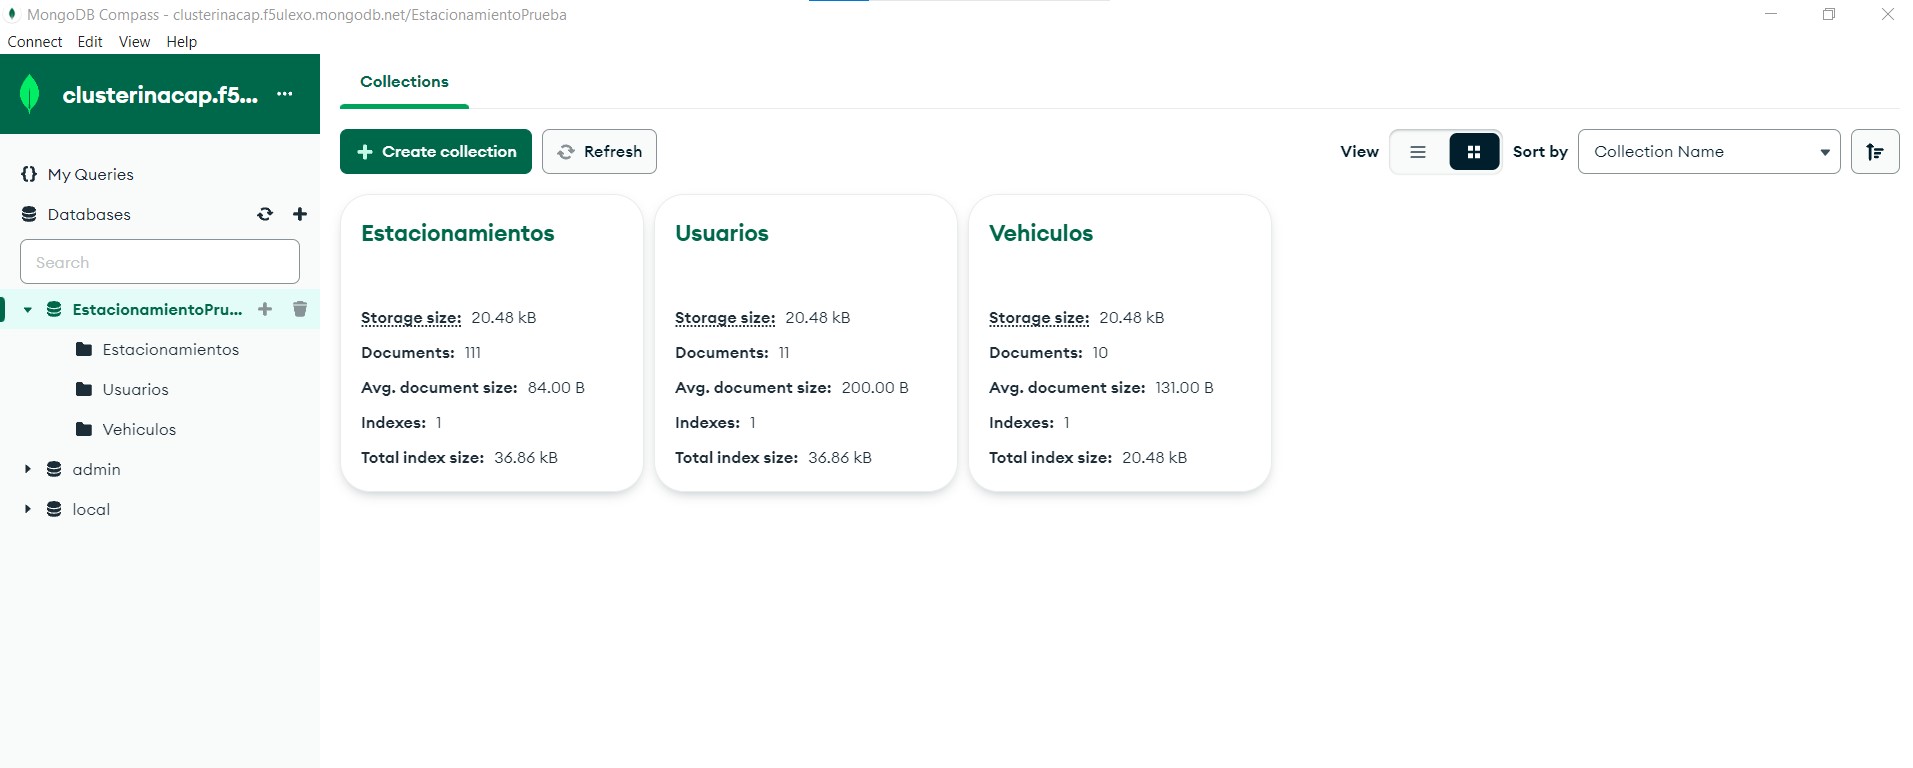 MongoDB Compass - clusterinacap.f5ulexo.mongodb.net/EstacionamientoPrueba
Connect Edit View Help
clusterinacap.f5...
My Queries
Databases
Search
EstacionamientoPru...
Estacionamientos
Usuarios
Vehiculos
admin
local
Collections
Create collection Refresh
View Sort by Collection Name
Estacionamientos
Storage size: 20.48 kB
Documents: 111
Avg. document size: 84.00 B
Indexes: 1
Total index size: 36.86 kB
Usuarios
Storage size: 20.48 kB
Documents: 11
Avg. document size: 200.00 B
Indexes: 1
Total index size: 36.86 kB
Vehiculos
Storage size: 20.48 kB
Documents: 10
Avg. document size: 131.00 B
Indexes: 1
Total index size: 20.48 kB